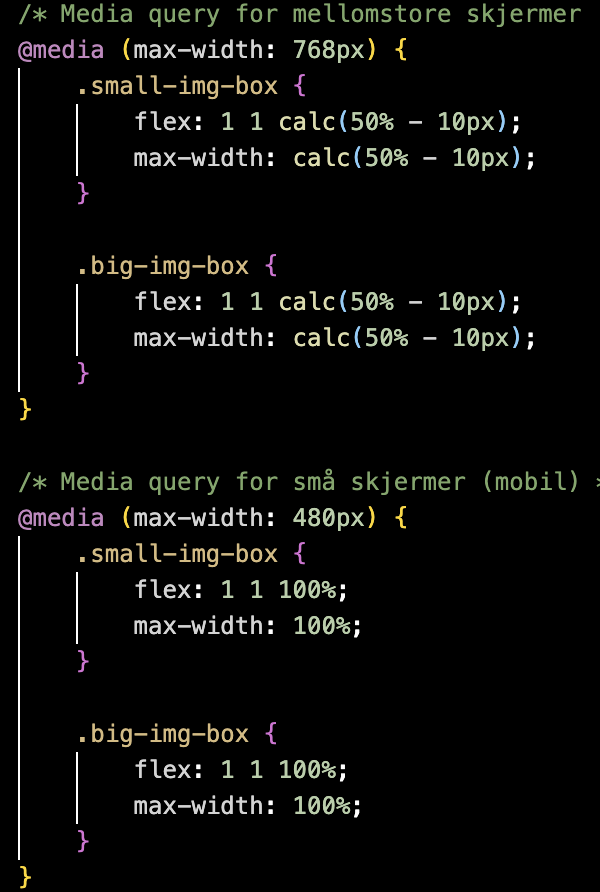 /* Media query for mellomstore skjermer
@media (max-width: 768px) {
.small-img-box {
flex: 1 1 calc(50% - 10px);
max-width: calc(50% - 10px);
}
.big-img-box {
flex: 1 1 calc(50% - 10px);
max-width: calc(50% - 10px);
}
}
/* Media query for små skjermer (mobil) *
@media (max-width: 480px) {
.small-img-box {
flex: 1 1 100%;
max-width: 100%;
}
.big-img-box {
flex: 1 1 100%;
max-width: 100%;
}
}